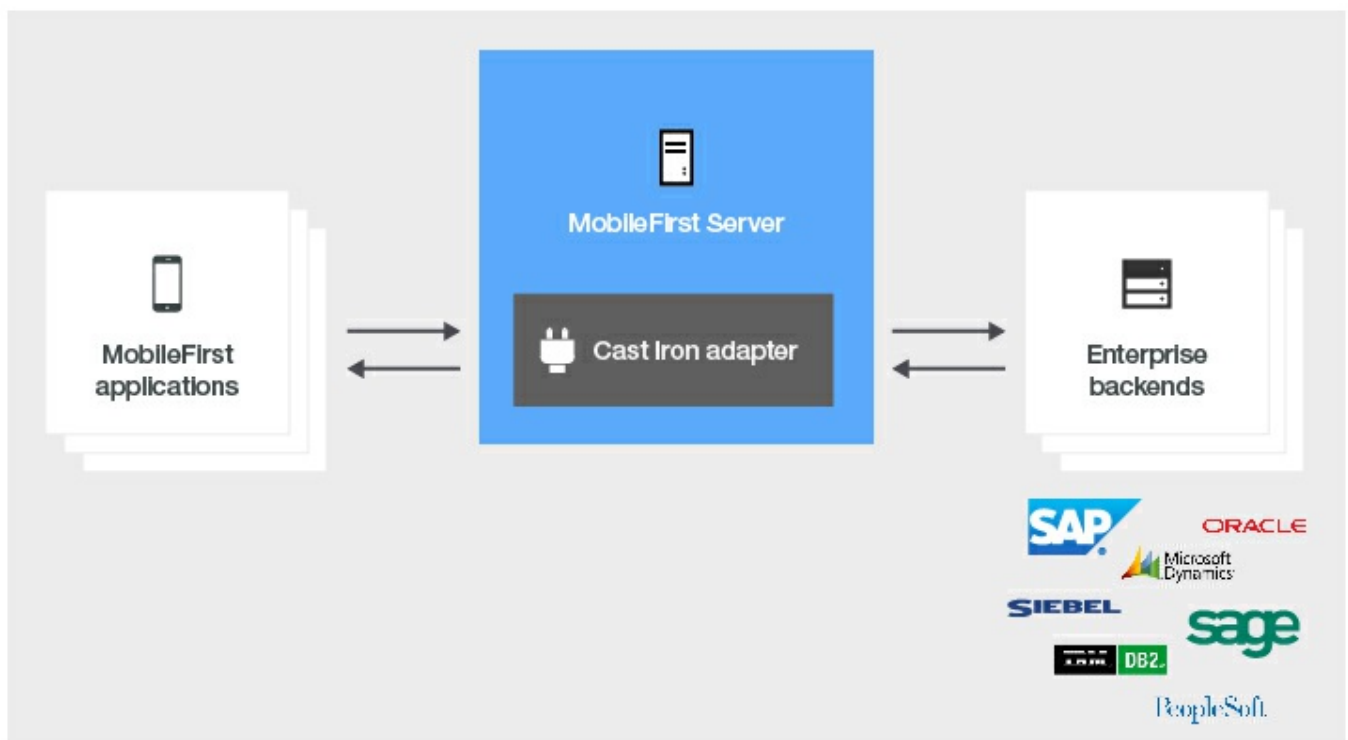 MobileFirst Server
MobileFirst
applications
Cast Iron adapter
Enterprise
backends
SAP
ORACLE
Microsoft
Dynamics
SIEBEL
sage
IBM DB2
PeopleSoft